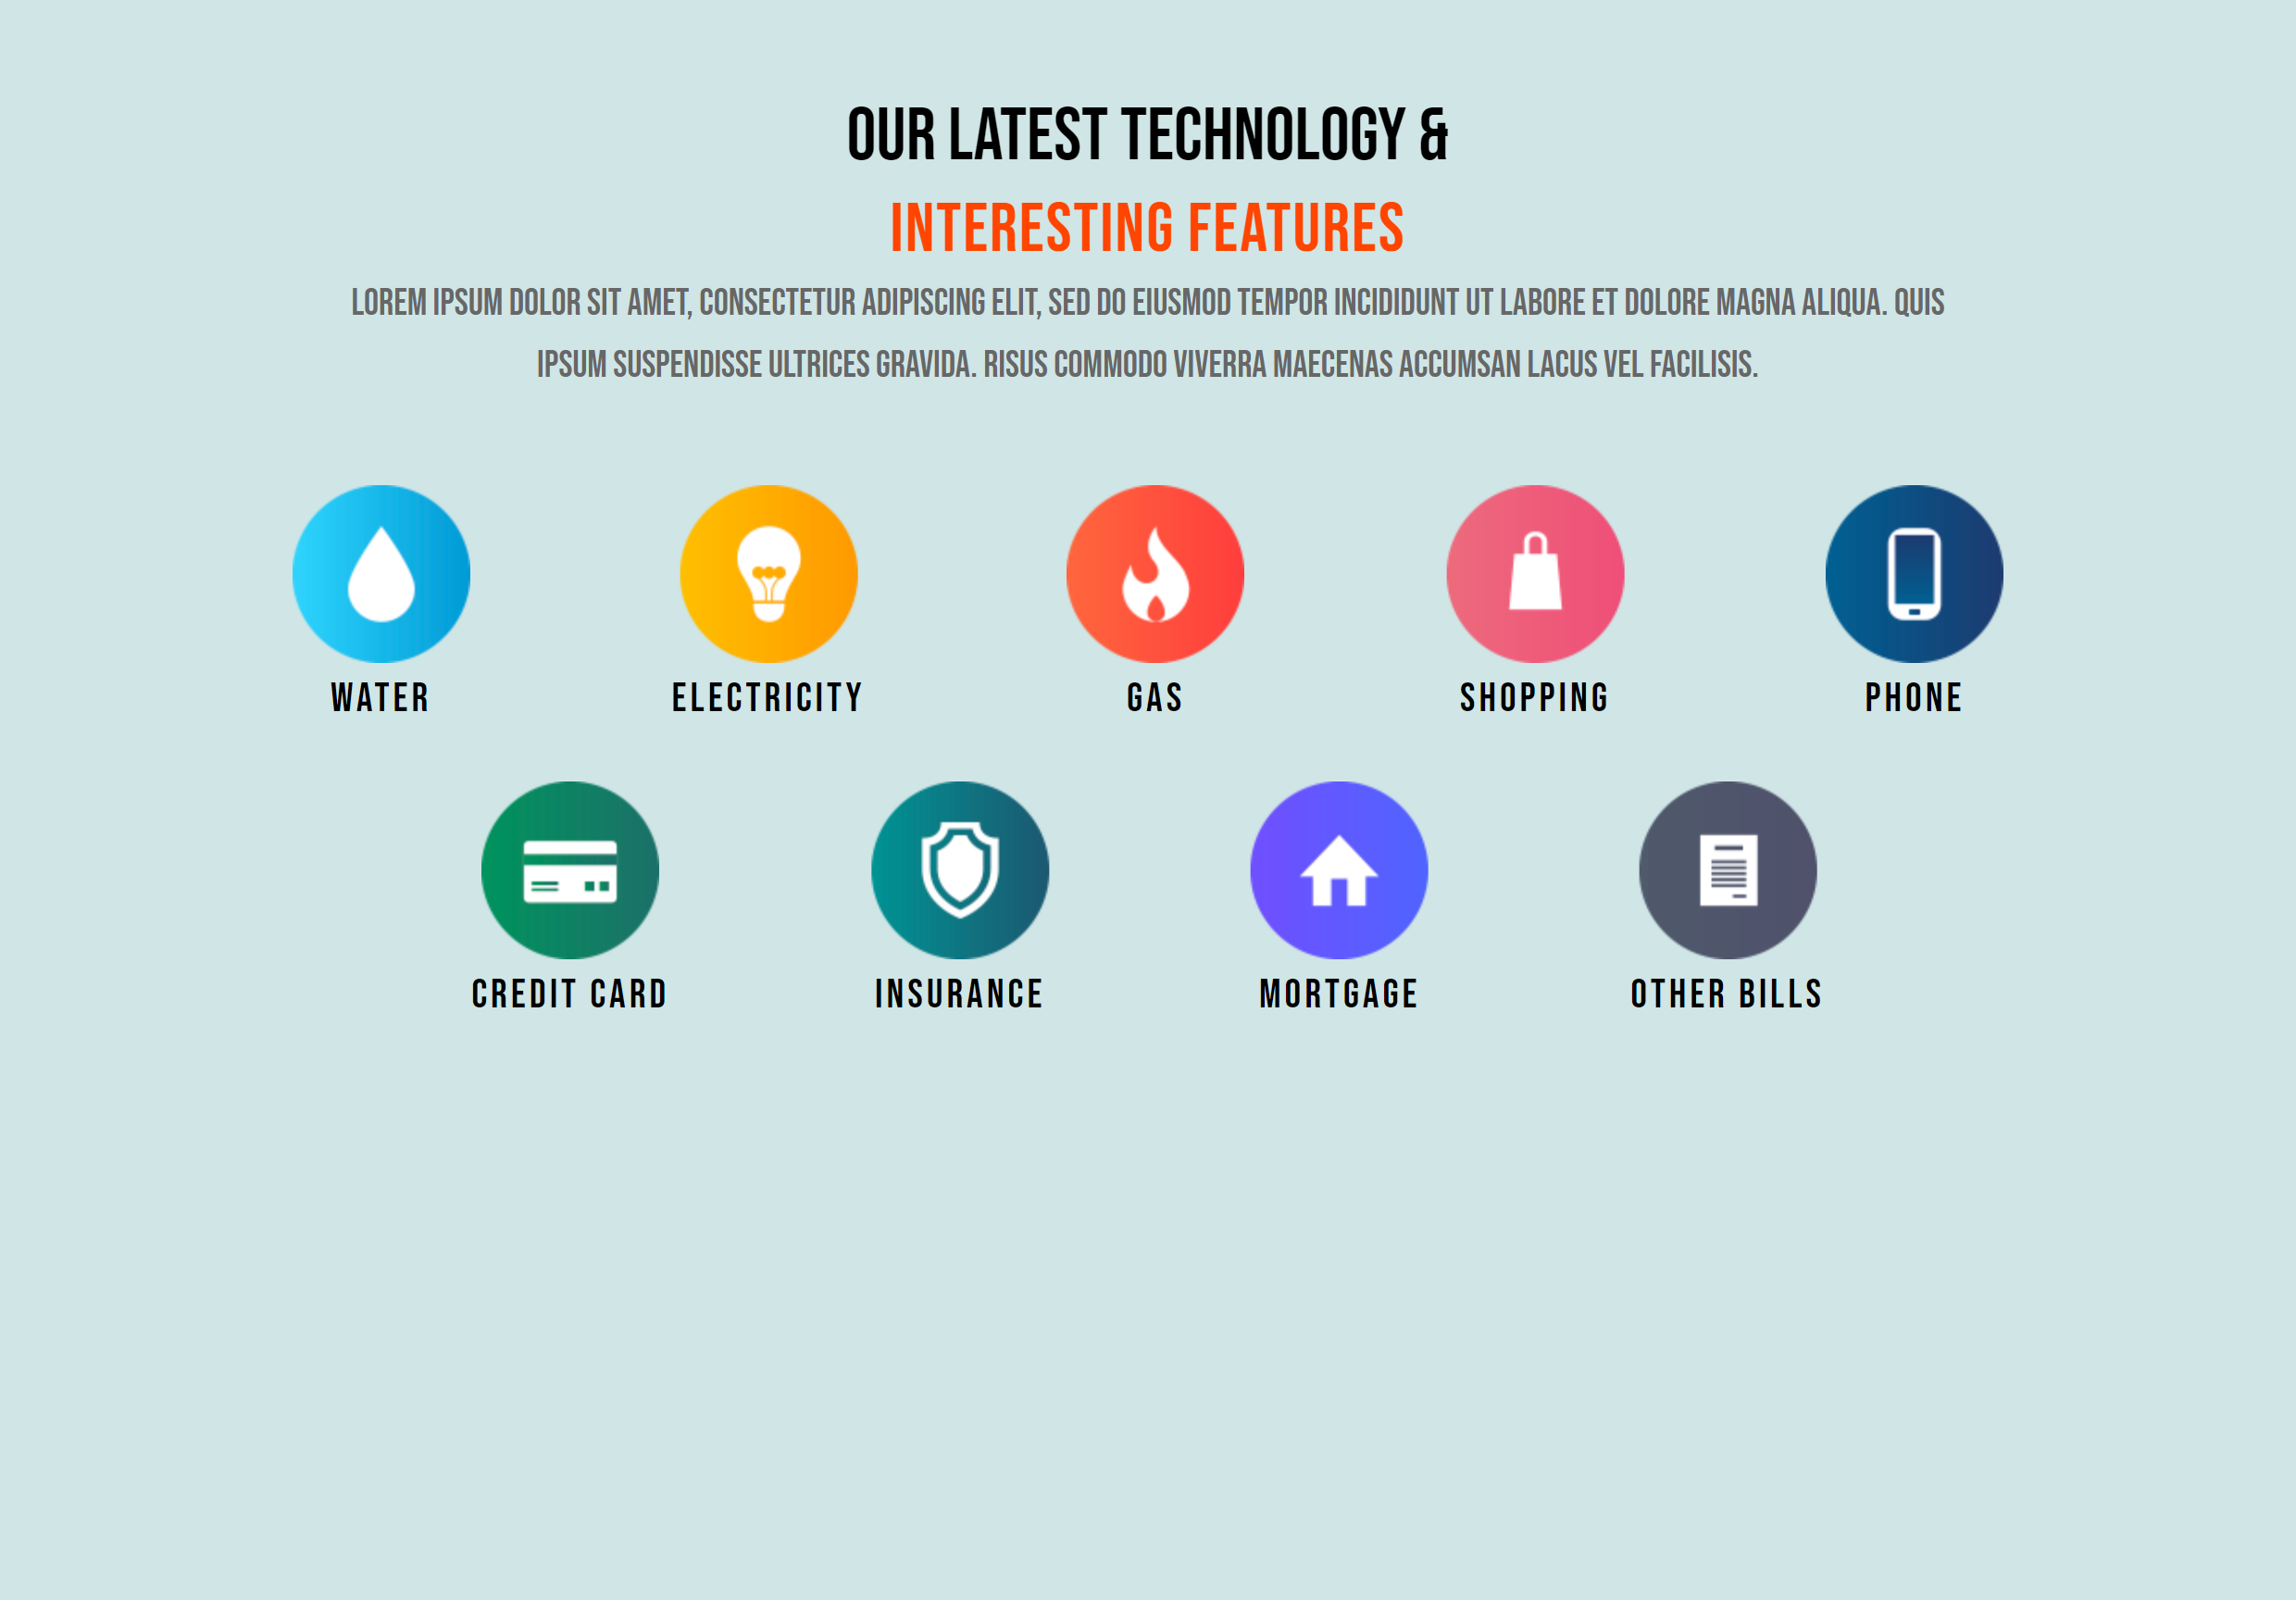 OUR LATEST TECHNOLOGY &
INTERESTING FEATURES
LOREM IPSUM DOLOR SIT AMET, CONSECTETUR ADIPISCING ELIT, SED DO EIUSMOD TEMPOR INCIDIDUNT UT LABORE ET DOLORE MAGNA ALIQUA. QUIS
IPSUM SUSPENDISSE ULTRICES GRAVIDA. RISUS COMMODO VIVERRA MAECENAS ACCUMSAN LACUS VEL FACILISIS.
WATER
ELECTRICITY
GAS
SHOPPING
PHONE
CREDIT CARD
INSURANCE
MORTGAGE
OTHER BILLS